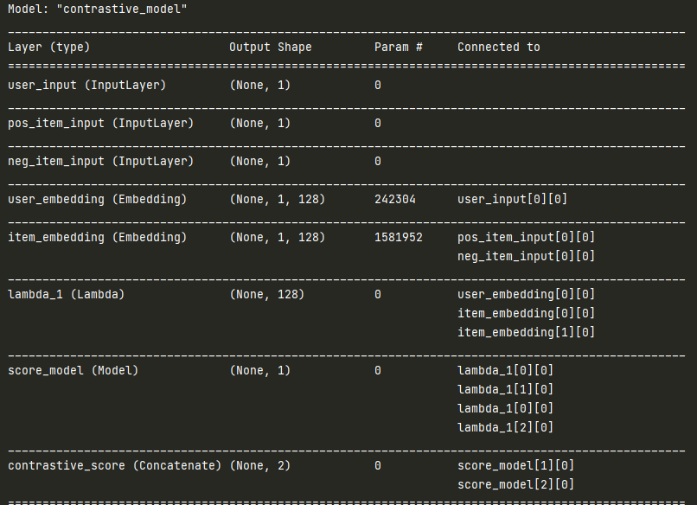 Model: "contrastive_model"
__________________________________________________________________________________________________
Layer (type)                    Output Shape         Param #     Connected to
==================================================================================================
user_input (InputLayer)         (None, 1)            0
__________________________________________________________________________________________________
pos_item_input (InputLayer)     (None, 1)            0
__________________________________________________________________________________________________
neg_item_input (InputLayer)     (None, 1)            0
__________________________________________________________________________________________________
user_embedding (Embedding)      (None, 1, 128)       242304      user_input[0][0]
__________________________________________________________________________________________________
item_embedding (Embedding)      (None, 1, 128)       1581952     pos_item_input[0][0]
                                                                 neg_item_input[0][0]
__________________________________________________________________________________________________
lambda_1 (Lambda)               (None, 128)          0           user_embedding[0][0]
                                                                 item_embedding[0][0]
                                                                 item_embedding[1][0]
__________________________________________________________________________________________________
score_model (Model)             (None, 1)            0           lambda_1[0][0]
                                                                 lambda_1[1][0]
                                                                 lambda_1[0][0]
                                                                 lambda_1[2][0]
__________________________________________________________________________________________________
contrastive_score (Concatenate) (None, 2)            0           score_model[1][0]
                                                                 score_model[2][0]
==================================================================================================